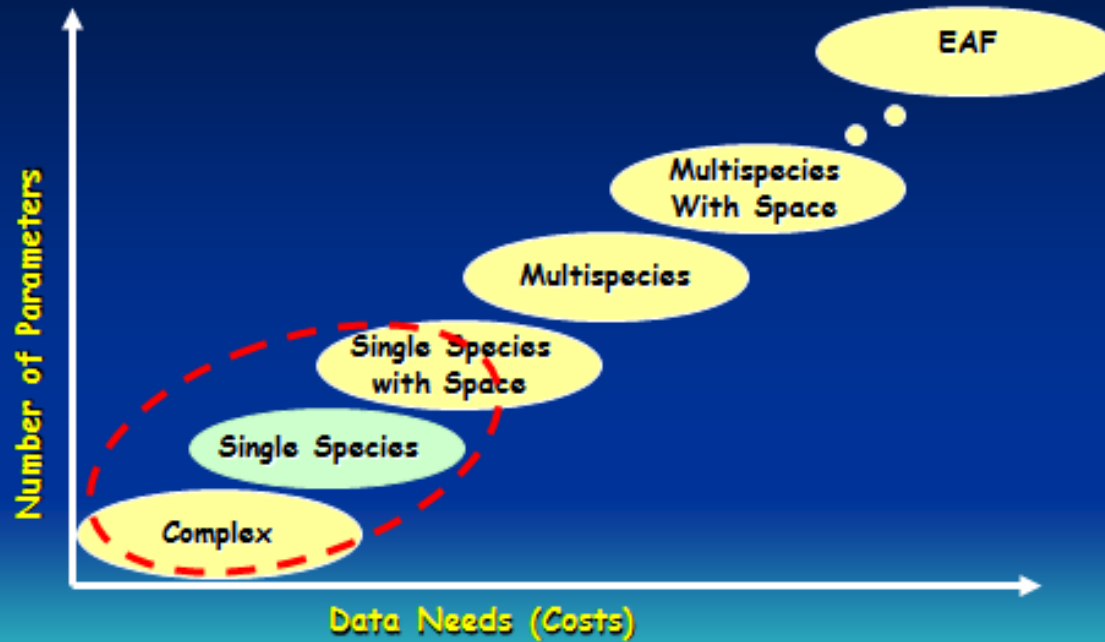 EAF
Multispecies
With Space
Multispecies
Single Species
with Space
Single Species
Complex
Number of Parameters
Data Needs (Costs)